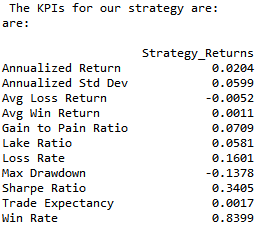 The KPIs for our strategy are:
are:
Strategy_Returns
Annualized Return 0.0204
Annualized Std Dev 0.0599
Avg Loss Return -0.0052
Avg Win Return 0.0011
Gain to Pain Ratio 0.0709
Lake Ratio 0.0581
Loss Rate 0.1601
Max Drawdown -0.1378
Sharpe Ratio 0.3405
Trade Expectancy 0.0017
Win Rate 0.8399